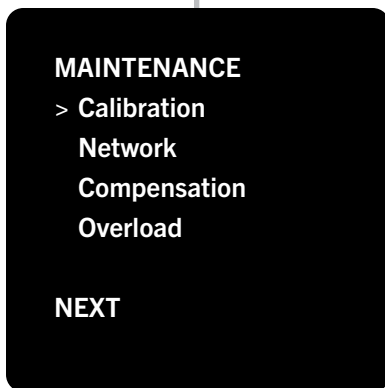 MAINTENANCE
> Calibration
Network
Compensation
Overload
NEXT